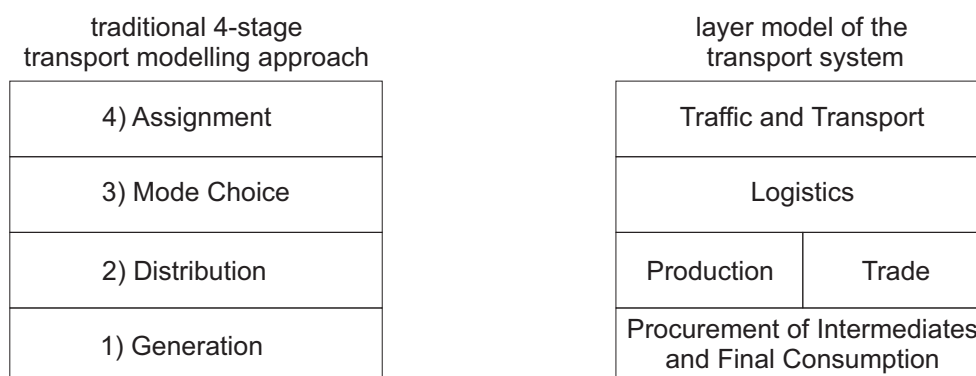 traditional 4-stage
transport modelling approach
4) Assignment
3) Mode Choice
2) Distribution
1) Generation
layer model of the
transport system
Traffic and Transport
Logistics
Production
Trade
Procurement of Intermediates
and Final Consumption